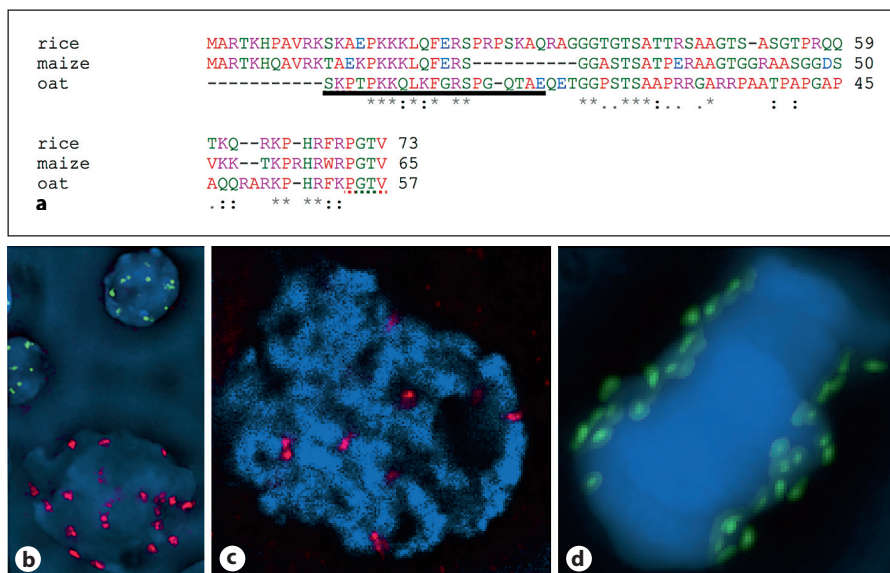 rice MARTKHPAVRKSKAEPKKKLQFERSPRPSKAQRAGGGTGTSATTRSAAGTS-ASGTPRQQ 59
maize MARTKHQAVRKTAEKPKKKLQFERS----------GGASTSATPERAAGTGGRAASGGDS 50
oat -----------SKPTPKKQLKFGRSPG-QTAEQETGGPSTSAAPRRGARRPAATPAPGAP 45
***:*:* ** **..***:.. .* : :
rice TKQ--RKP-HRFRPGTV 73
maize VKK--TKPRHRWRPGTV 65
oat AQQRARKP-HRFKPGTV 57
a .:: ** **::
b c d